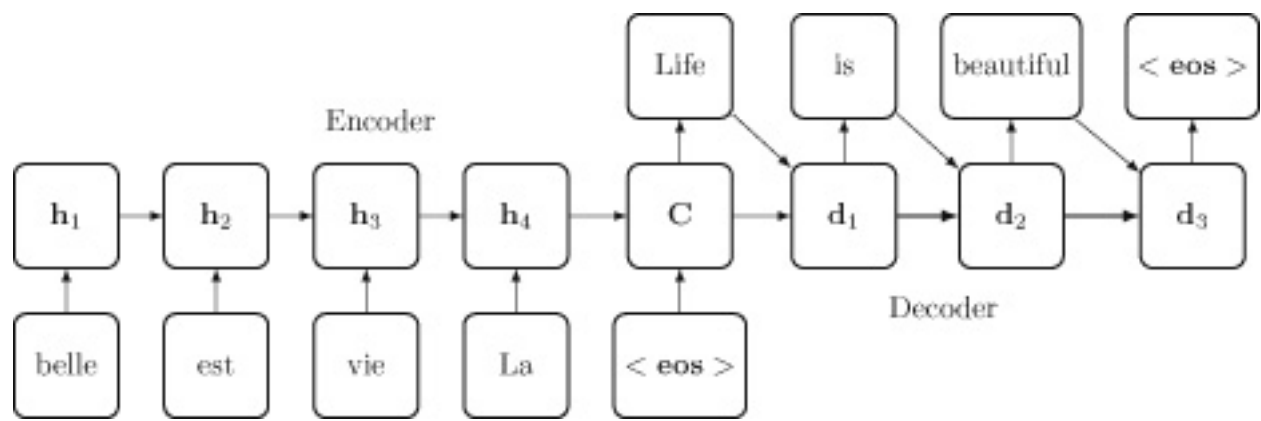 Life is beautiful < eos >
Encoder
h₁ h₂ h₃ h₄ C d₁ d₂ d₃
Decoder
belle est vie La < eos >